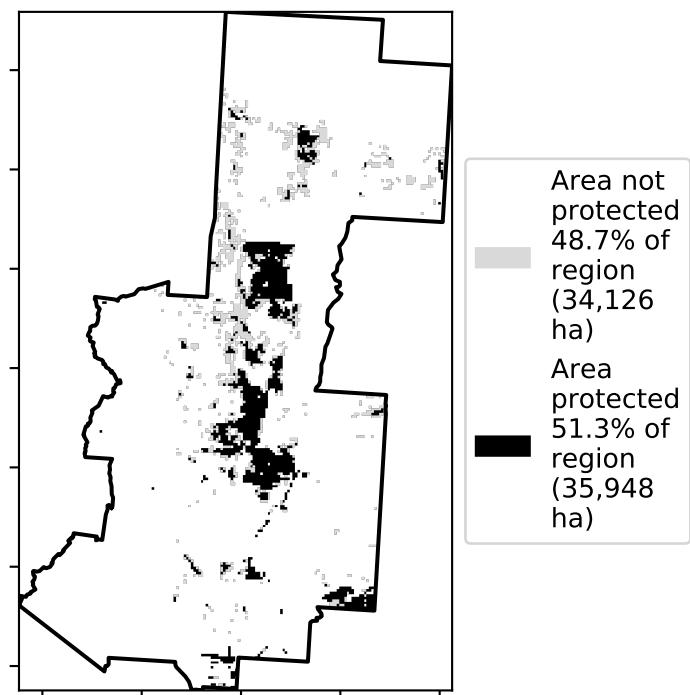 Area not
protected
48.7% of
region
(34,126
ha)
Area
protected
51.3% of
region
(35,948
ha)